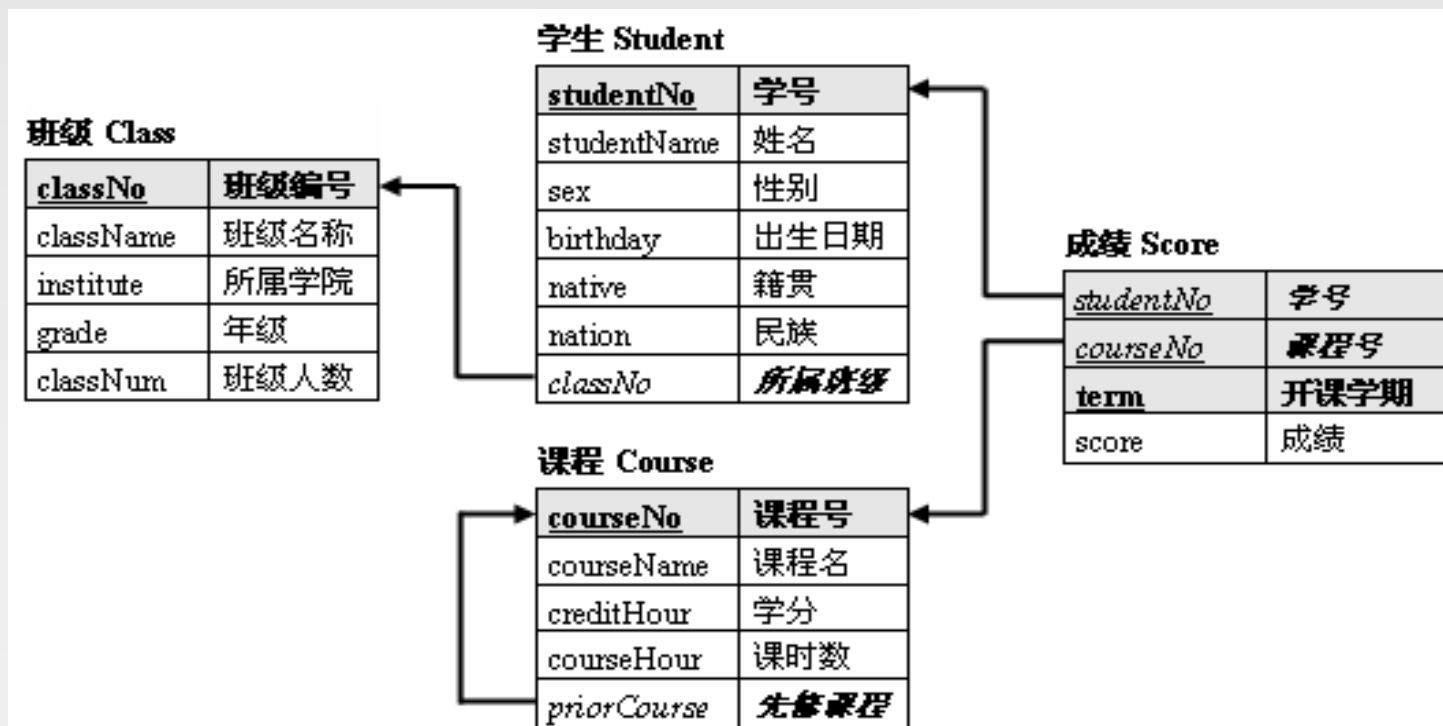 班级 Class
classNo 班级编号
className 班级名称
institute 所属学院
grade 年级
classNum 班级人数
学生 Student
studentNo 学号
studentName 姓名
sex 性别
birthday 出生日期
native 籍贯
nation 民族
classNo 所属班级
课程 Course
courseNo 课程号
courseName 课程名
creditHour 学分
courseHour 课时数
priorCourse 先修课程
成绩 Score
studentNo 学号
courseNo 课程号
term 开课学期
score 成绩